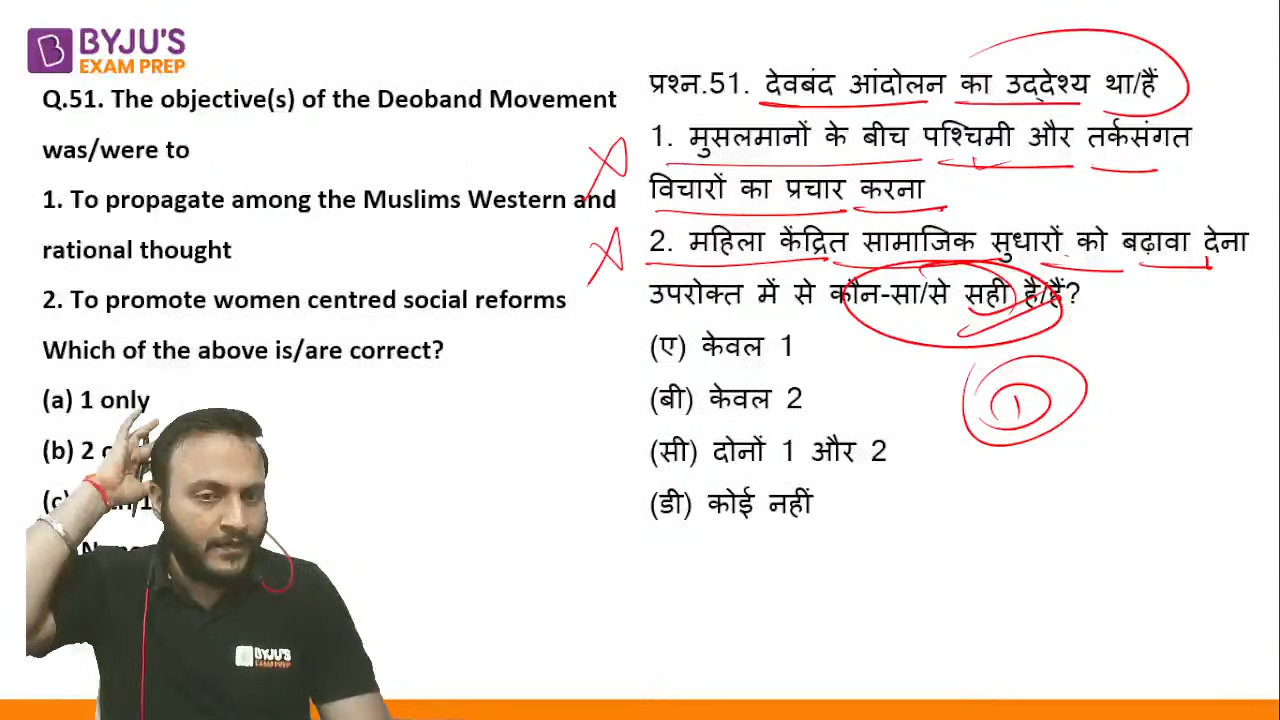 BYJU'S
EXAM PREP
Q.51. The objective(s) of the Deoband Movement
was/were to
1. To propagate among the Muslims Western and
rational thought
2. To promote women centred social reforms
Which of the above is/are correct?
(a) 1 only
(b) 2
प्रश्न.51. देवबंद आंदोलन का उद्देश्य था/हैं
1. मुसलमानों के बीच पश्चिमी और तर्कसंगत
विचारों का प्रचार करना
2. महिला केंद्रित सामाजिक सुधारों को बढ़ावा देना
उपरोक्त में से कौन-सा/से सही है/हैं?
(ए) केवल 1
(बी) केवल 2
(सी) दोनों 1 और 2
(डी) कोई नहीं
BYJU'S
EXAM PREP